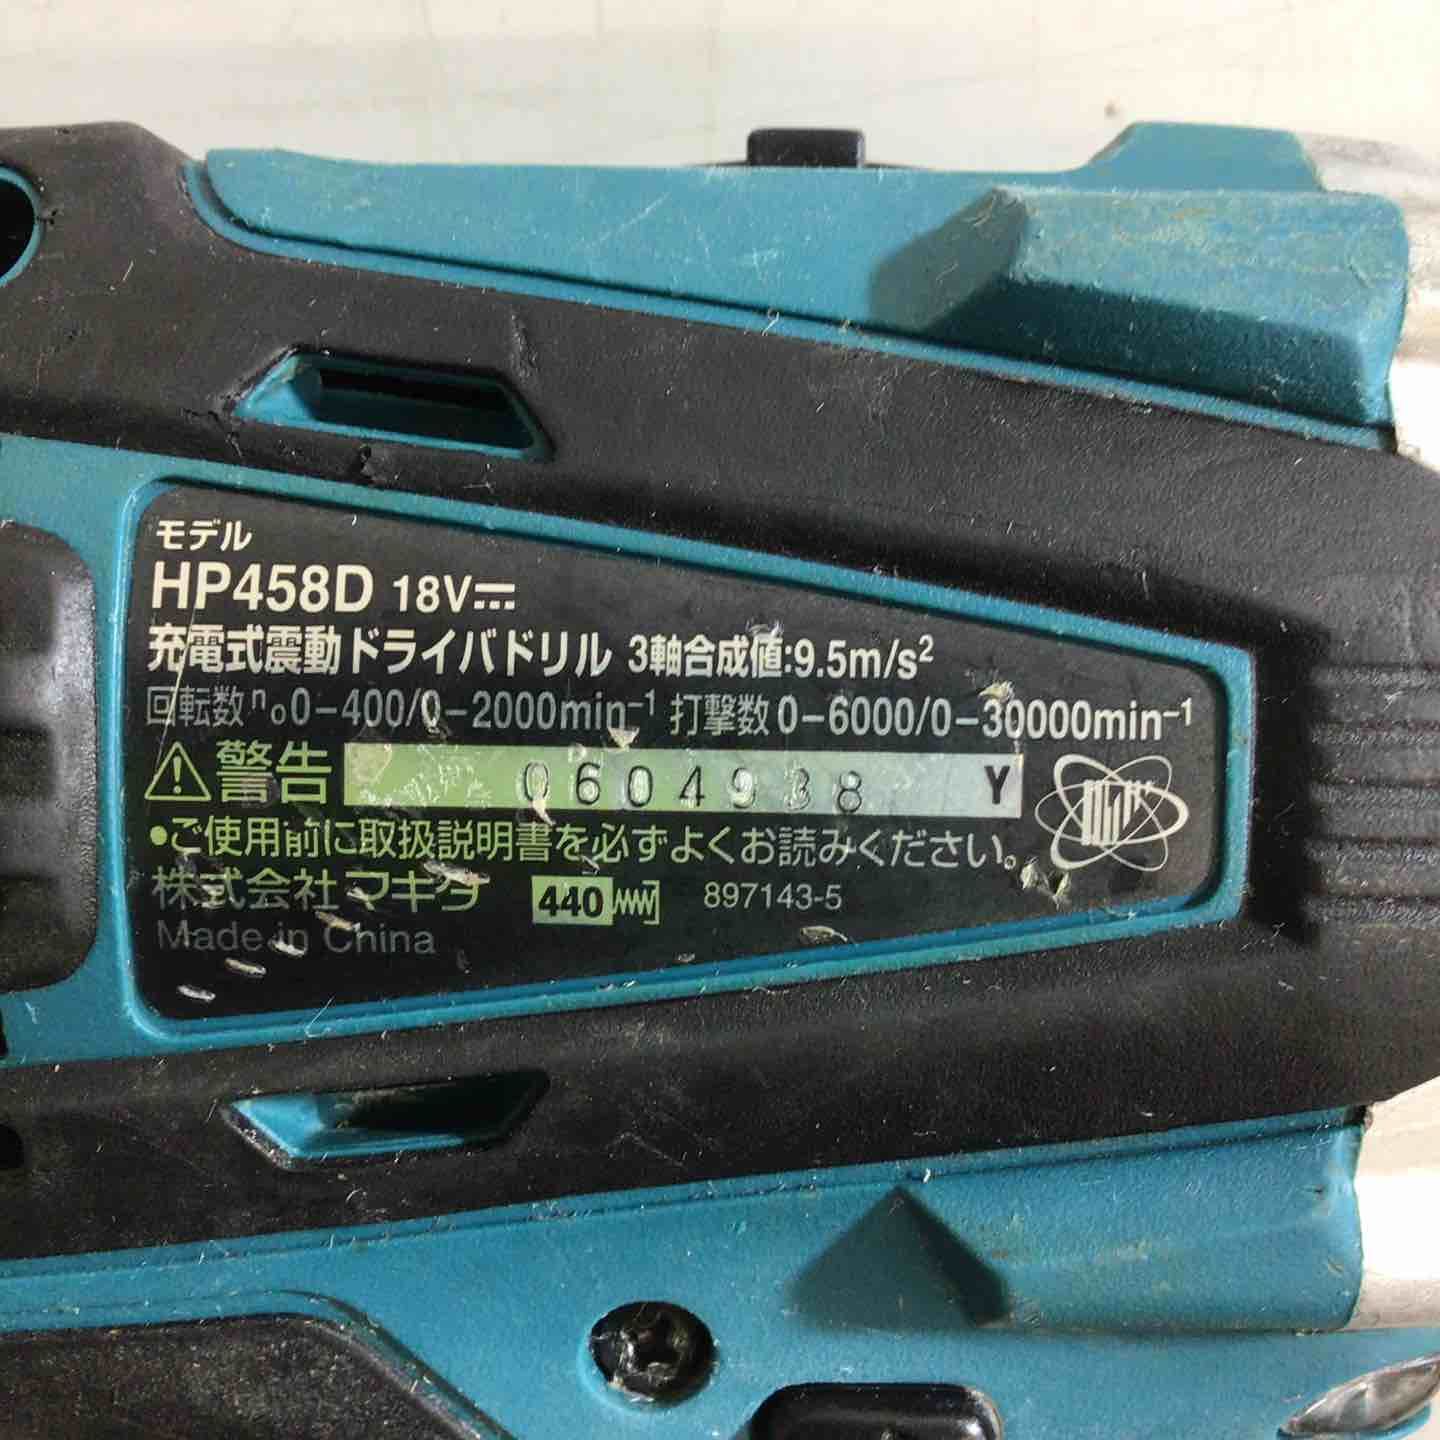 モデル
HP458D 18V⎓
充電式震動ドライバドリル 3軸合成値:9.5m/s²
回転数 n₀0-400/0-2000min⁻¹ 打撃数 0-6000/0-30000min⁻¹
⚠警告 0604938 Y
•ご使用前に取扱説明書を必ずよくお読みください。
株式会社マキタ 440 897143-5
Made in China